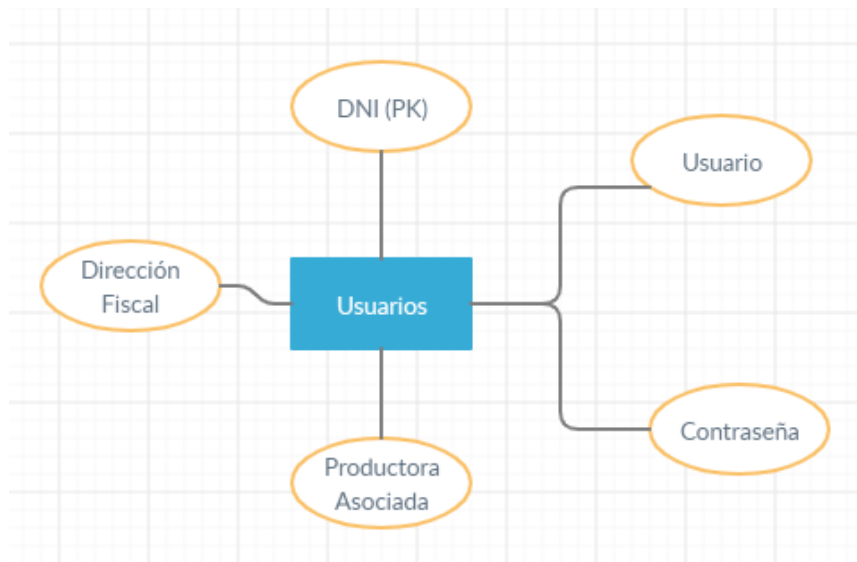 DNI (PK)
Usuario
Dirección
Fiscal
Usuarios
Contraseña
Productora
Asociada